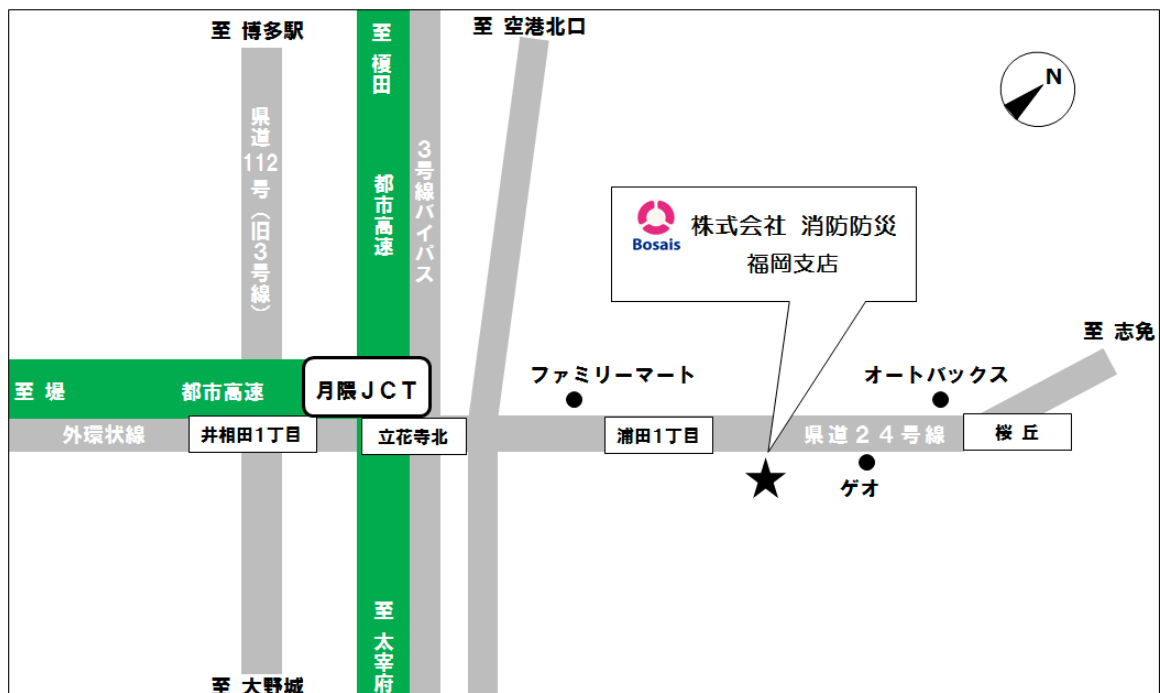 至 博多駅
至 榎田
至 空港北口
N
県道112号(旧3号線)
都市高速
3号線バイパス
Bosais
株式会社 消防防災
福岡支店
至 志免
至 堤
都市高速
月隈JCT
ファミリーマート
オートバックス
外環状線
井相田1丁目
立花寺北
浦田1丁目
県道24号線
桜丘
ゲオ
至 太宰府
至 大野城